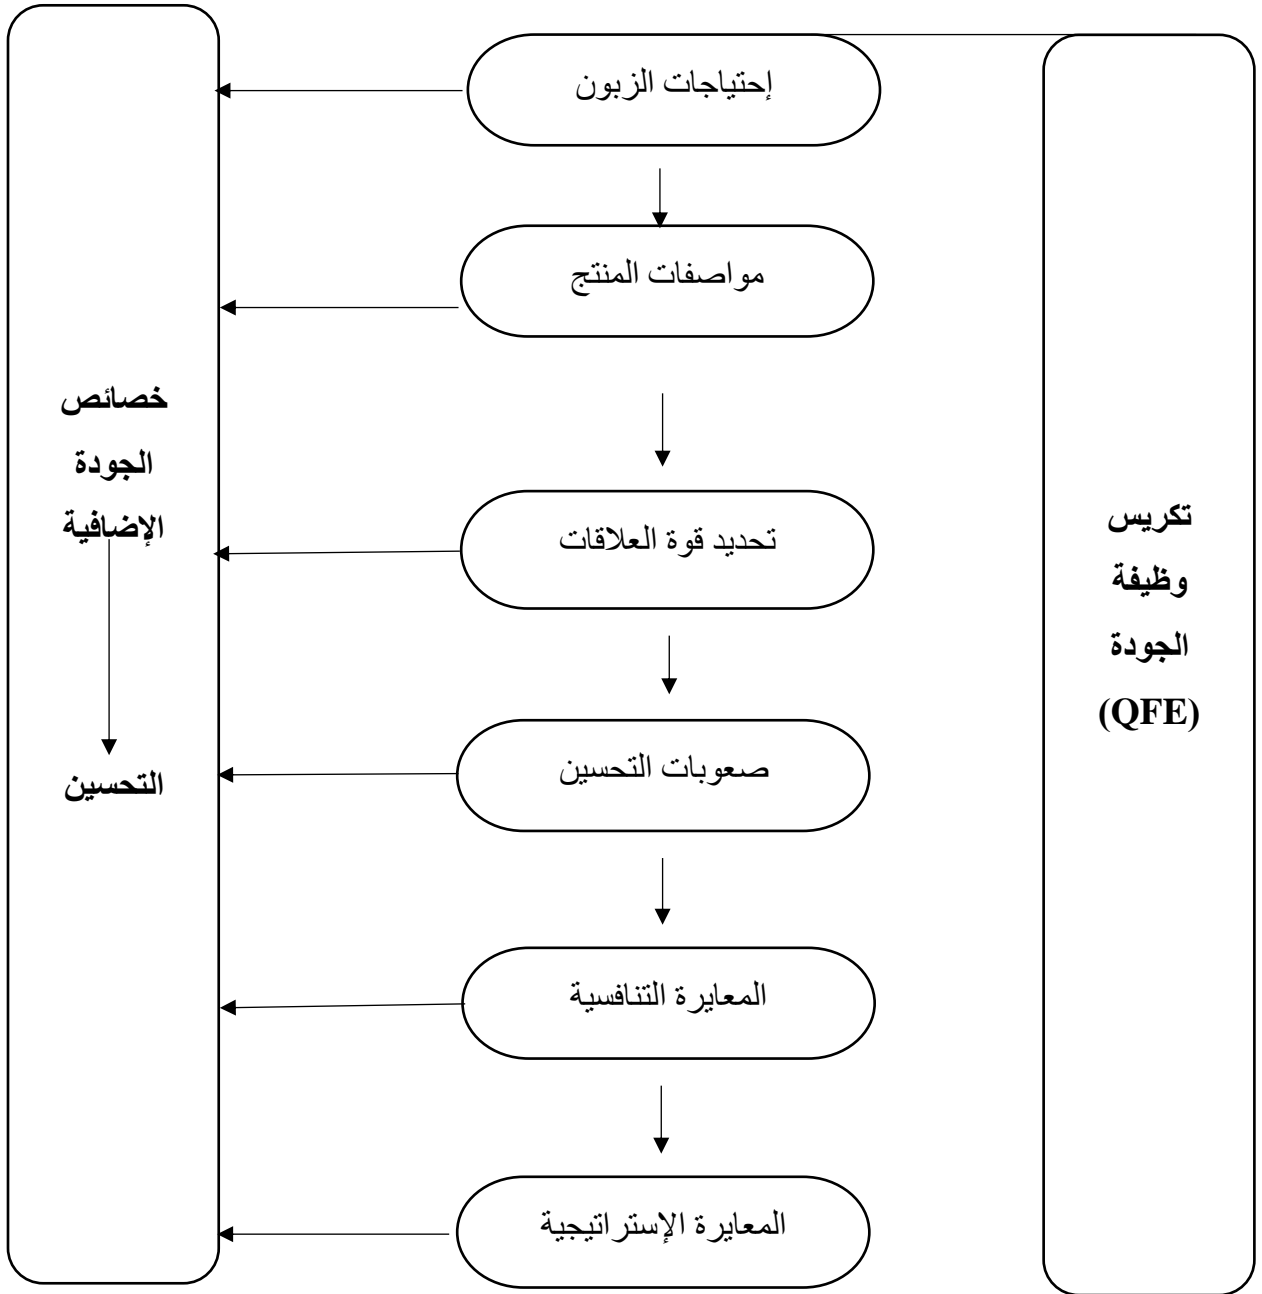 إحتياجات الزبون
مواصفات المنتج
تحديد قوة العلاقات
صعوبات التحسين
المعايرة التنافسية
المعايرة الإستراتيجية
تكريس
وظيفة
الجودة
(QFE)
خصائص
الجودة
الإضافية
التحسين